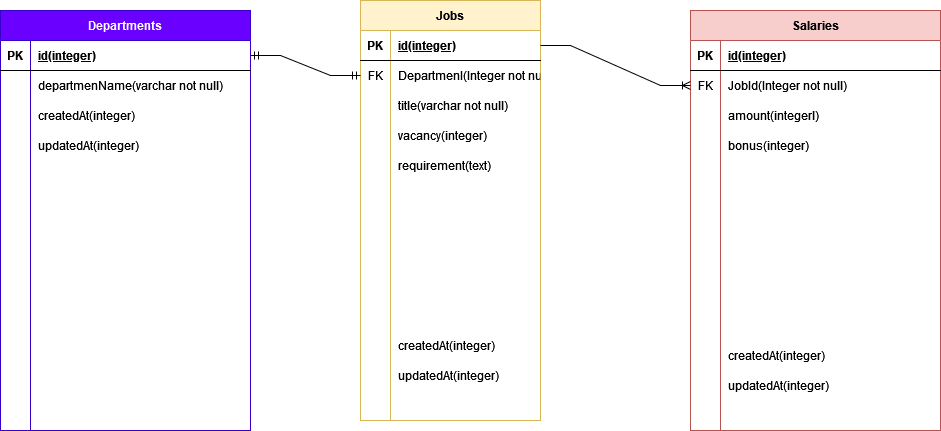 Departments
PK id(integer)
departmenName(varchar not null)
createdAt(integer)
updatedAt(integer)
Jobs
PK id(integer)
FK DepartmenI(Integer not nu
title(varchar not null)
vacancy(integer)
requirement(text)
createdAt(integer)
updatedAt(integer)
Salaries
PK id(integer)
FK JobId(Integer not null)
amount(integerl)
bonus(integer)
createdAt(integer)
updatedAt(integer)